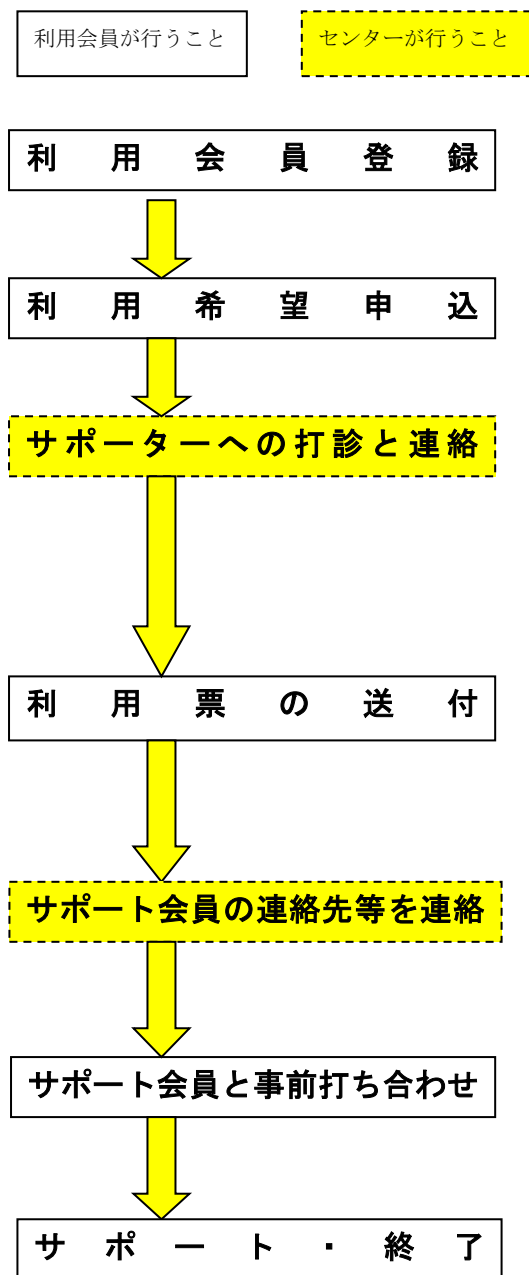 利用会員が行うこと
センターが行うこと
利用会員登録
利用希望申込
サポーターへの打診と連絡
利用票の送付
サポート会員の連絡先等を連絡
サポート会員と事前打ち合わせ
サポート・終了